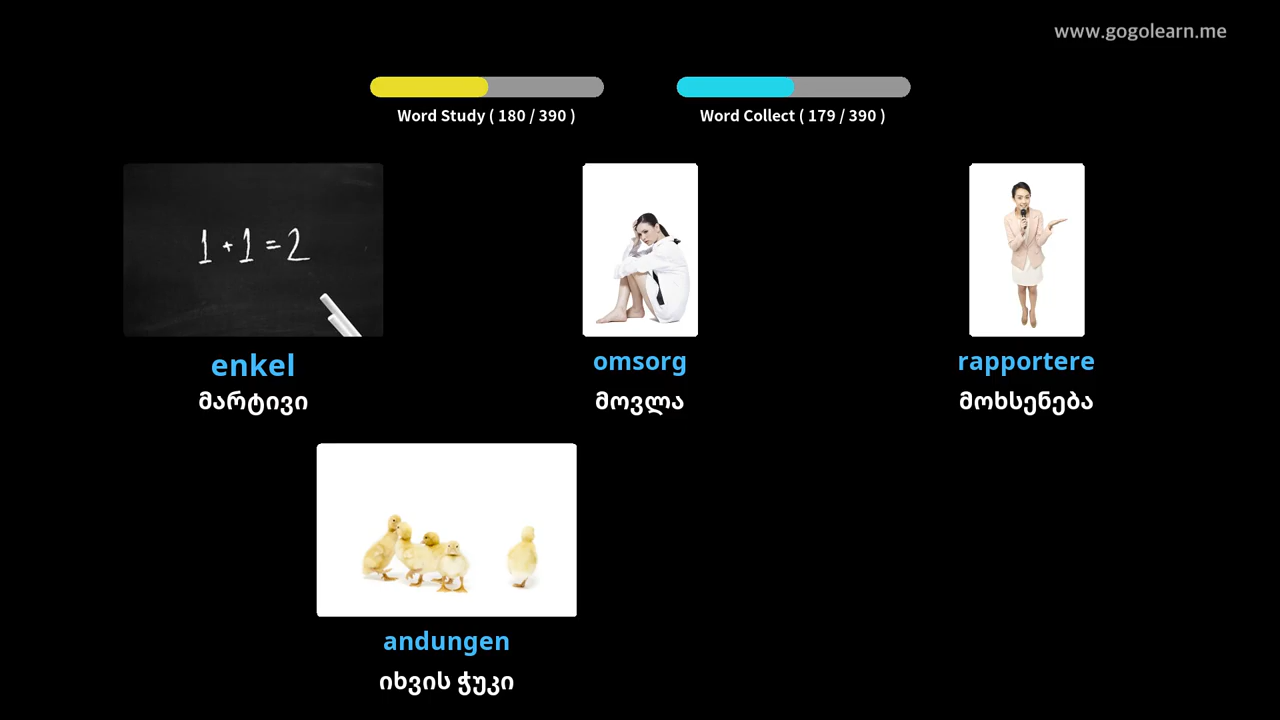 www.gogolearn.me
Word Study ( 180 / 390 )
Word Collect ( 179 / 390 )
1 + 1 = 2
enkel
მარტივი
omsorg
მოვლა
rapportere
მოხსენება
andungen
იხვის ჭუკი